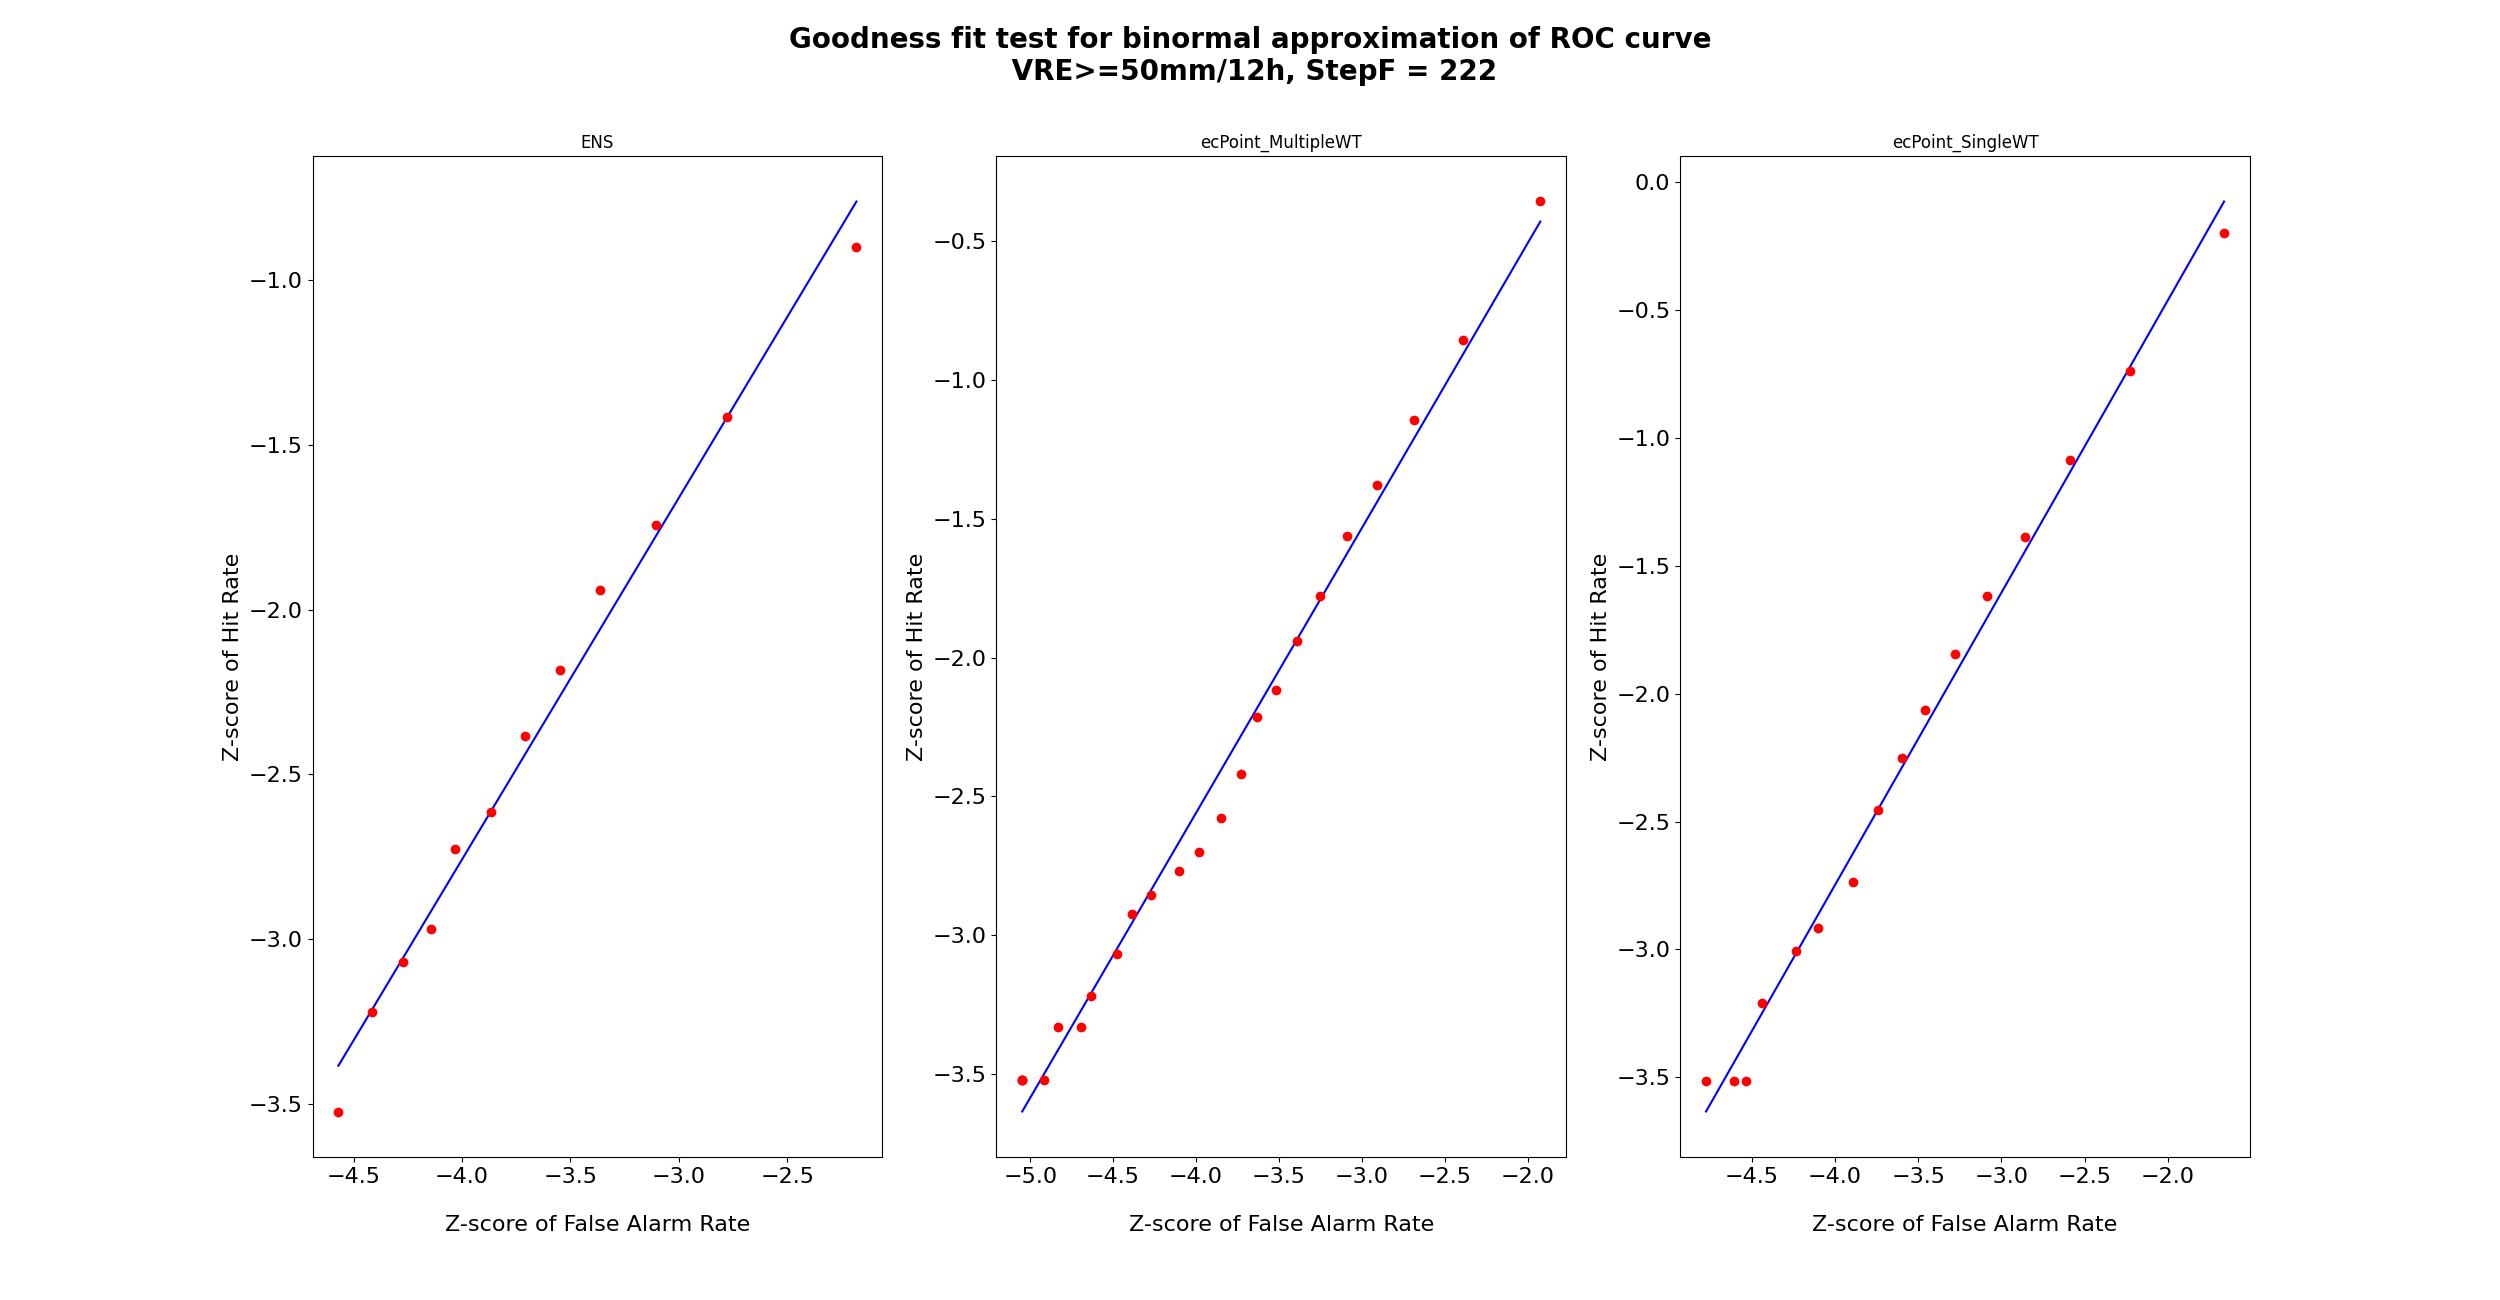 Goodness fit test for binormal approximation of ROC curve
VRE>=50mm/12h, StepF = 222
ENS
Z-score of Hit Rate
−1.0
−1.5
−2.0
−2.5
−3.0
−3.5
−4.5 −4.0 −3.5 −3.0 −2.5
Z-score of False Alarm Rate
ecPoint_MultipleWT
Z-score of Hit Rate
−0.5
−1.0
−1.5
−2.0
−2.5
−3.0
−3.5
−5.0 −4.5 −4.0 −3.5 −3.0 −2.5 −2.0
Z-score of False Alarm Rate
ecPoint_SingleWT
Z-score of Hit Rate
0.0
−0.5
−1.0
−1.5
−2.0
−2.5
−3.0
−3.5
−4.5 −4.0 −3.5 −3.0 −2.5 −2.0
Z-score of False Alarm Rate